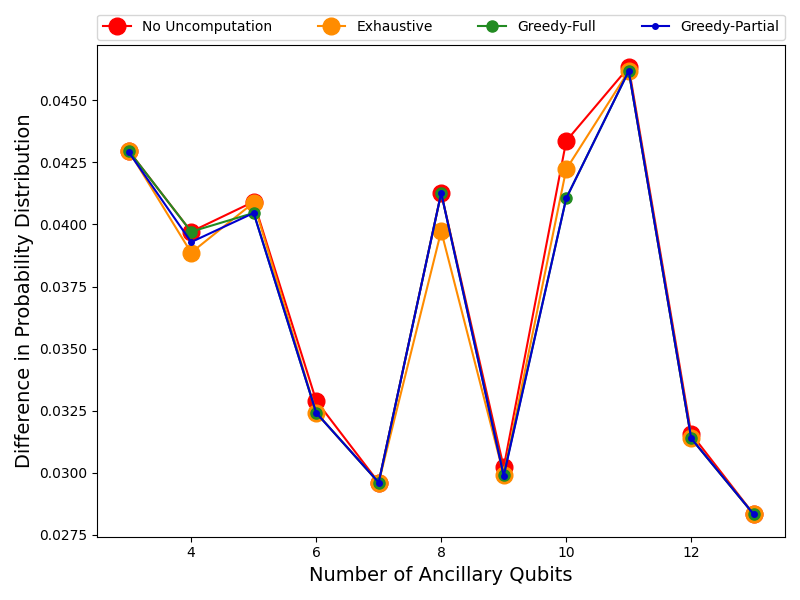 No Uncomputation Exhaustive Greedy-Full Greedy-Partial
0.0450
0.0425
0.0400
0.0375
0.0350
0.0325
0.0300
0.0275
Difference in Probability Distribution
4 6 8 10 12
Number of Ancillary Qubits